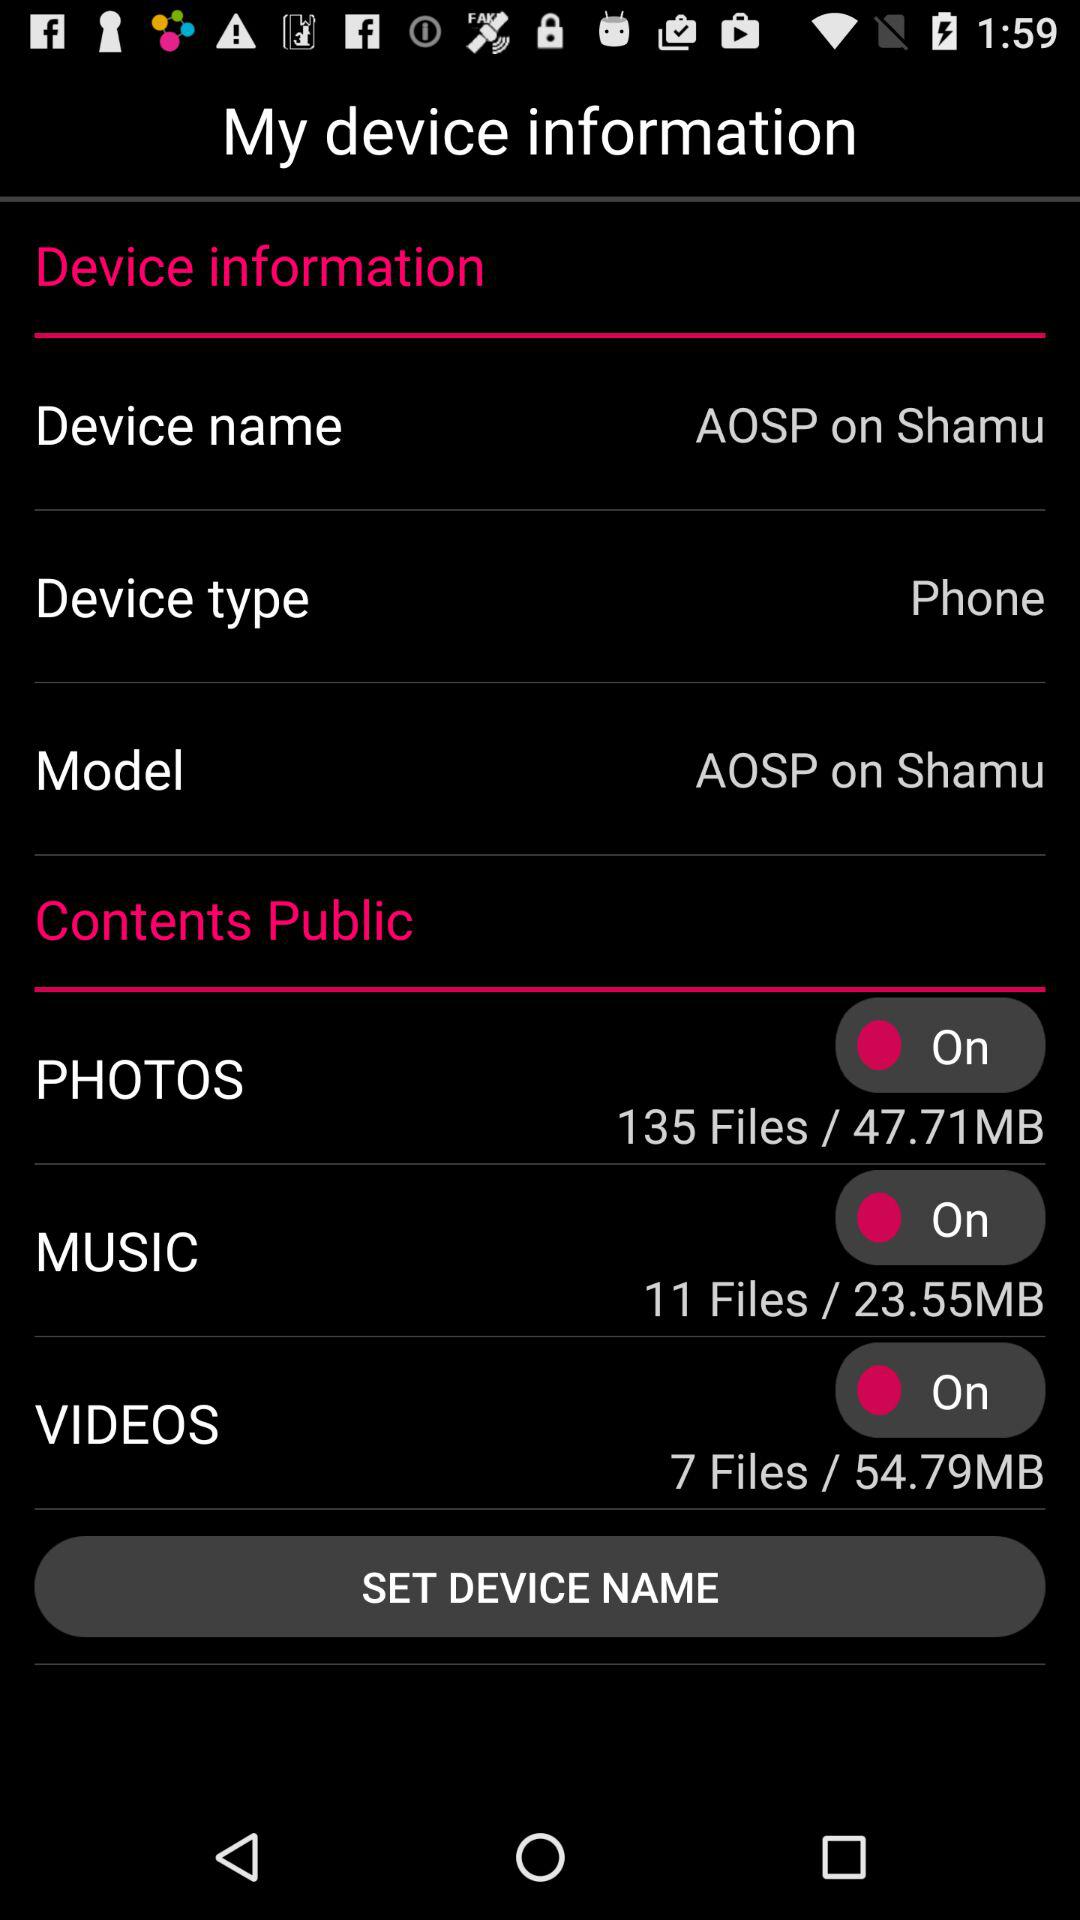 FAKE
1:59
My device information
Device information
Device name AOSP on Shamu
Device type Phone
Model AOSP on Shamu
Contents Public
On
PHOTOS
135 Files / 47.71MB
On
MUSIC
11 Files / 23.55MB
On
VIDEOS
7 Files / 54.79MB
SET DEVICE NAME